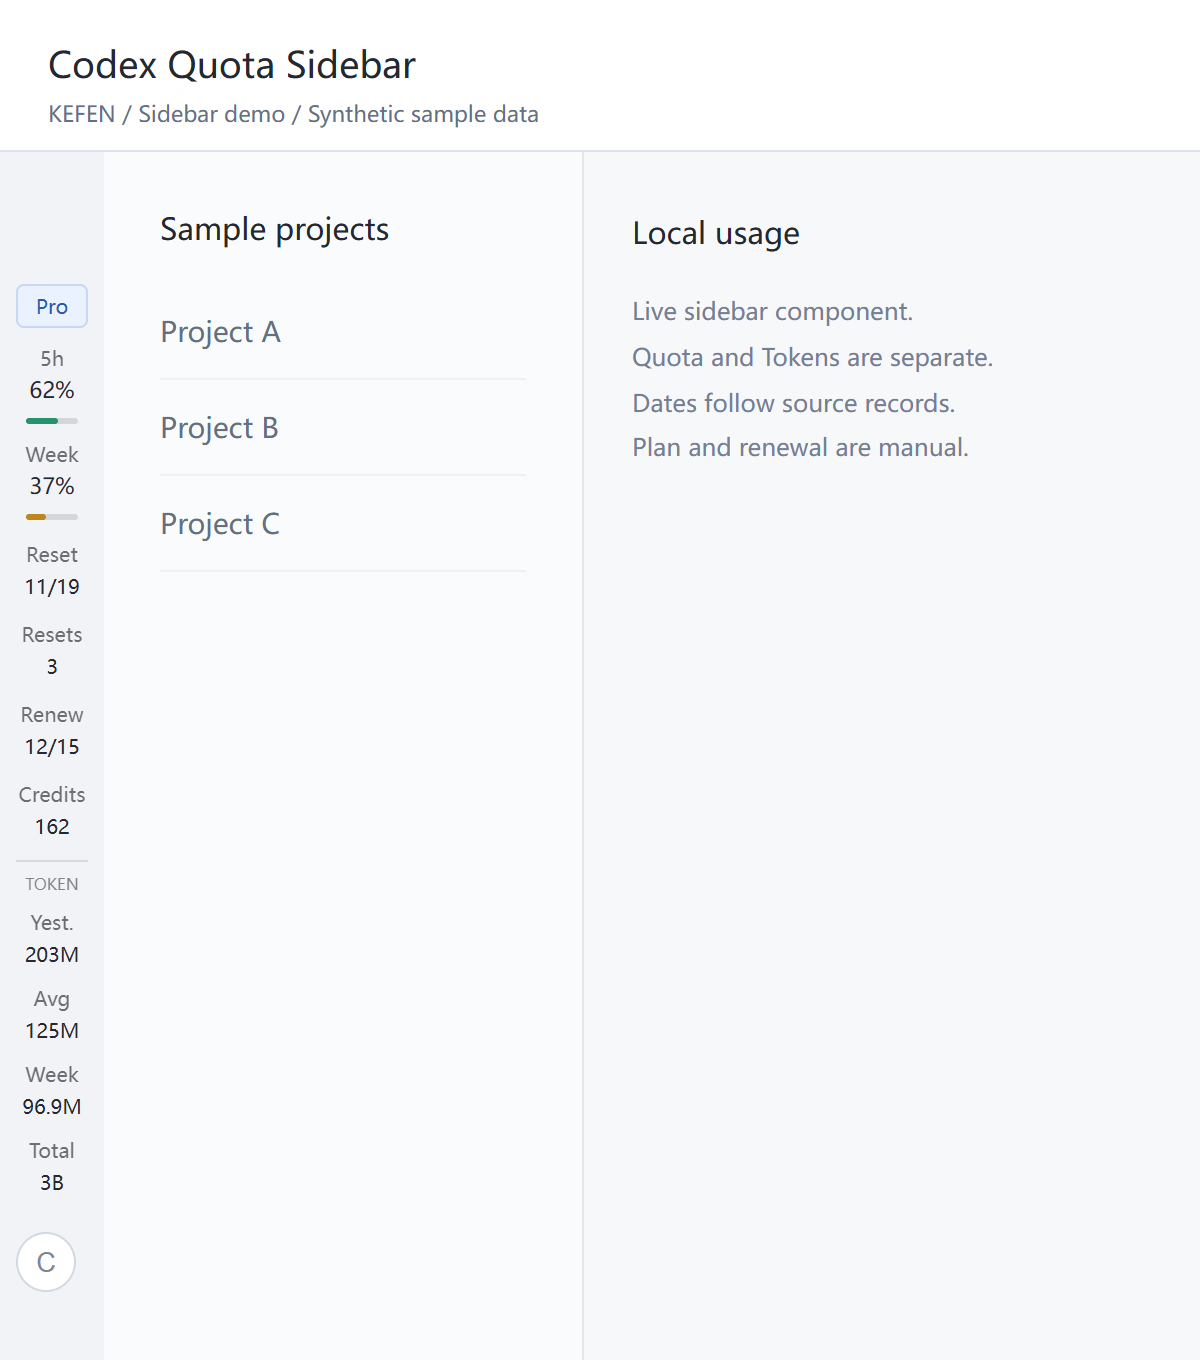 Codex Quota Sidebar
KEFEN / Sidebar demo / Synthetic sample data
Pro
5h
62%
Week
37%
Reset
11/19
Resets
3
Renew
12/15
Credits
162
TOKEN
Yest.
203M
Avg
125M
Week
96.9M
Total
3B
C
Sample projects
Project A
Project B
Project C
Local usage
Live sidebar component.
Quota and Tokens are separate.
Dates follow source records.
Plan and renewal are manual.